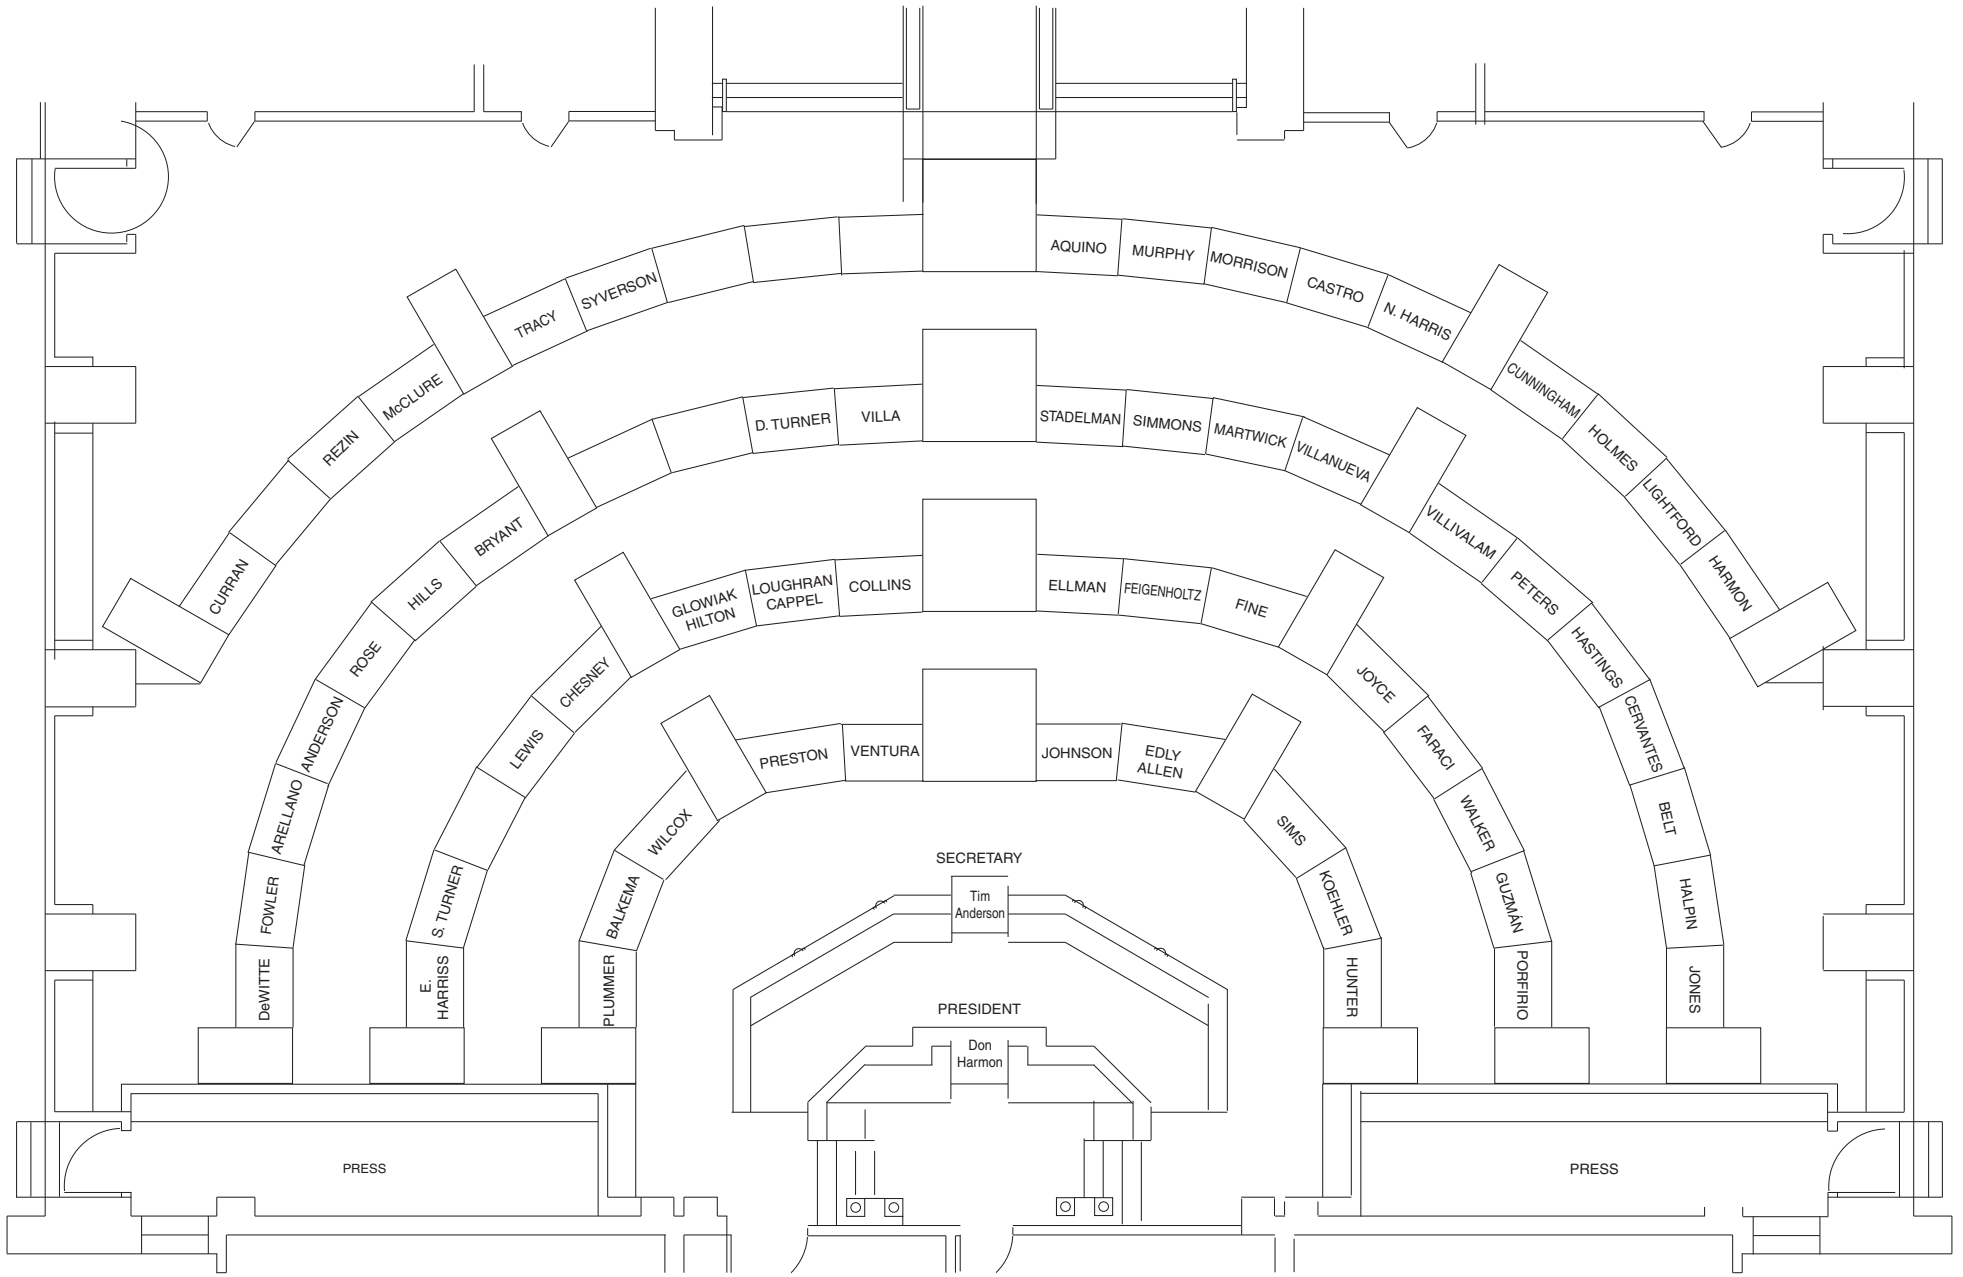 AQUINO
MURPHY
MORRISON
CASTRO
N. HARRIS
SYVERSON
TRACY
McCLURE
REZIN
CURRAN
CUNNINGHAM
HOLMES
LIGHTFORD
HARMON
D. TURNER
VILLA
STADELMAN
SIMMONS
MARTWICK
VILLANUEVA
BRYANT
HILLS
ROSE
ANDERSON
ARELLANO
FOWLER
DeWITTE
VILLIVALAM
PETERS
HASTINGS
CERVANTES
BELT
HALPIN
JONES
GLOWIAK
HILTON
LOUGHRAN
CAPPEL
COLLINS
ELLMAN
FEIGENHOLTZ
FINE
CHESNEY
LEWIS
S. TURNER
E.
HARRISS
JOYCE
FARACI
WALKER
GUZMÁN
PORFIRIO
PRESTON
VENTURA
JOHNSON
EDLY
ALLEN
WILCOX
BALKEMA
PLUMMER
SIMS
KOEHLER
HUNTER
SECRETARY
Tim
Anderson
PRESIDENT
Don
Harmon
PRESS
PRESS